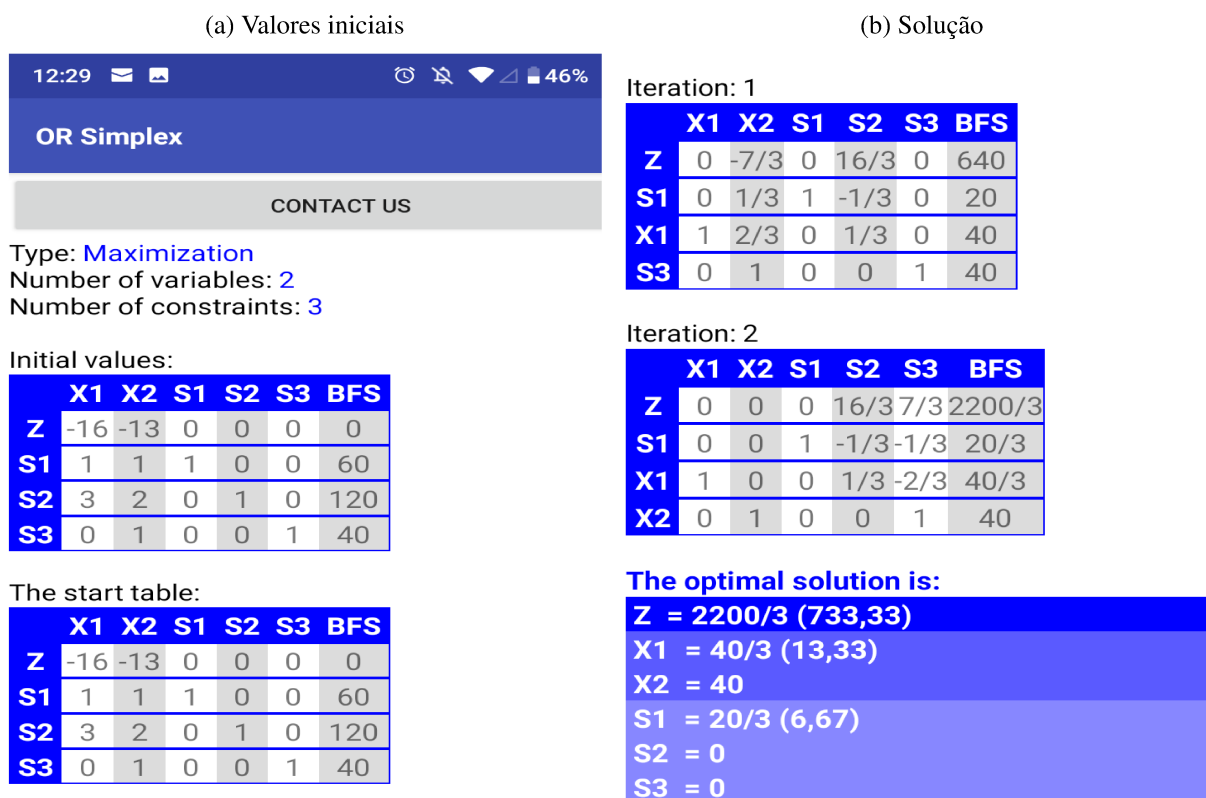 (a) Valores iniciais
12:29 46%
OR Simplex
CONTACT US
Type: Maximization
Number of variables: 2
Number of constraints: 3
Initial values:
X1 X2 S1 S2 S3 BFS
Z -16 -13 0 0 0 0
S1 1 1 1 0 0 60
S2 3 2 0 1 0 120
S3 0 1 0 0 1 40
The start table:
X1 X2 S1 S2 S3 BFS
Z -16 -13 0 0 0 0
S1 1 1 1 0 0 60
S2 3 2 0 1 0 120
S3 0 1 0 0 1 40
(b) Solução
Iteration: 1
X1 X2 S1 S2 S3 BFS
Z 0 -7/3 0 16/3 0 640
S1 0 1/3 1 -1/3 0 20
X1 1 2/3 0 1/3 0 40
S3 0 1 0 0 1 40
Iteration: 2
X1 X2 S1 S2 S3 BFS
Z 0 0 0 16/3 7/3 2200/3
S1 0 0 1 -1/3 -1/3 20/3
X1 1 0 0 1/3 -2/3 40/3
X2 0 1 0 0 1 40
The optimal solution is:
Z = 2200/3 (733,33)
X1 = 40/3 (13,33)
X2 = 40
S1 = 20/3 (6,67)
S2 = 0
S3 = 0